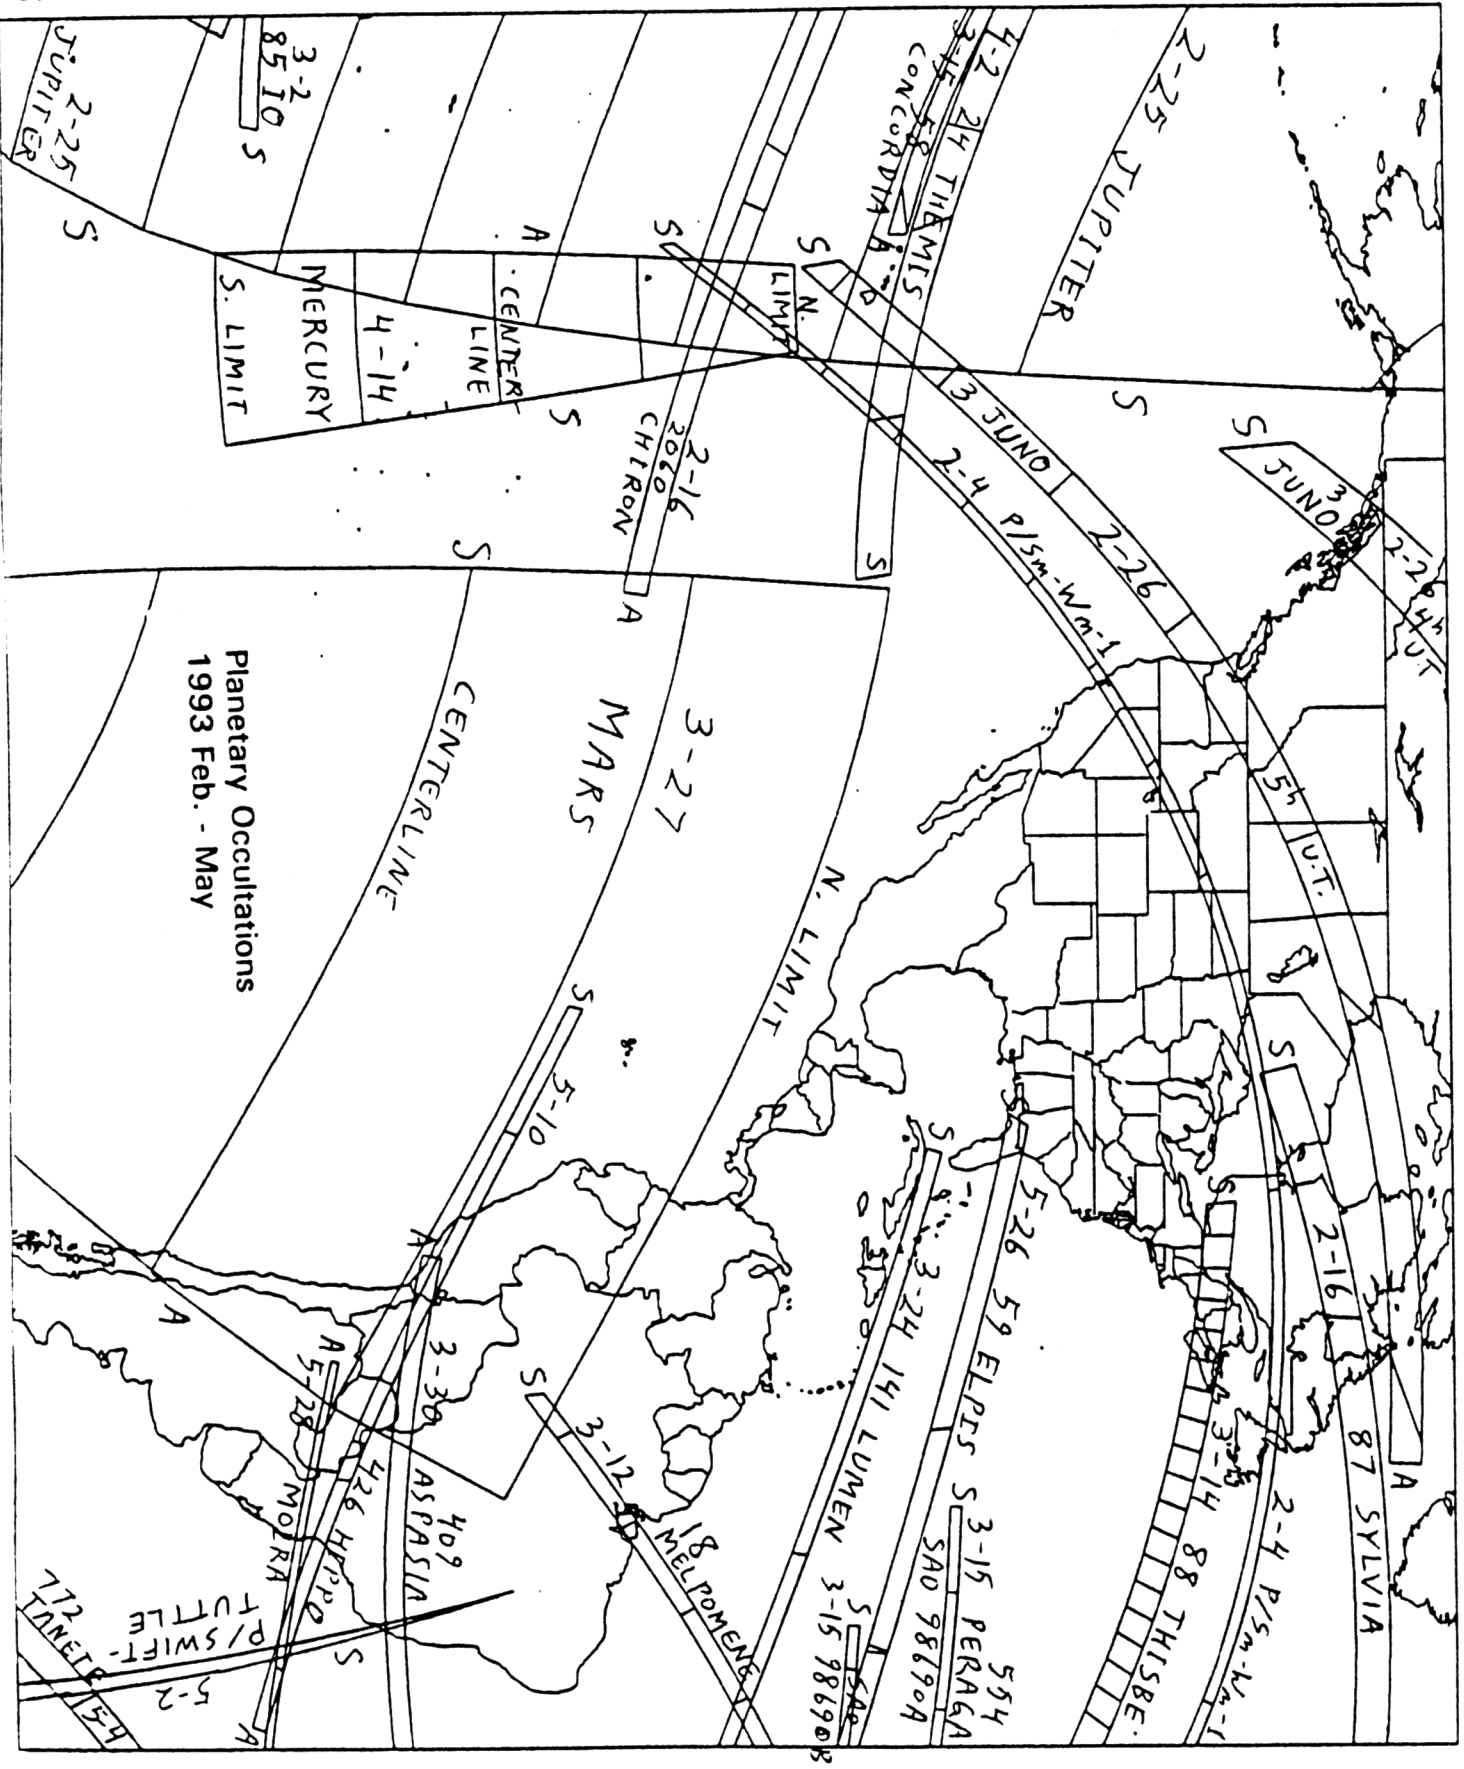 2-25 JUPITER
4-2 24 THEMIS
3-15 58
CONCORDIA A
3-2
85 IO
S
2-25
JUPITER
S
A
S
S
S
S
3
JUNO
2-26 4h
U.T.
N.
LIMIT
CENTER
LINE
4-14
MERCURY
S. LIMIT
S
3 JUNO 2-26 5h U.T.
2-4 P/Sm-Wm-1
2-16
2060
CHIRON
A
S
S
3-27
MARS
N. LIMIT
CENTERLINE
Planetary Occultations
1993 Feb. - May
S 5-10
S
2-16 87 SYLVIA
A
S
3-14 88 THISBE
2-4 P/Sm-Wm-1
S
5-26 59 ELPIS
S
3-24 141 LUMEN
S 3-15 554
PERAGA
SAO 98690A
S SAO
3-15 98690B
S
3-12 18
MELPOMENE
A
A
3-30 409
ASPASIA
426 HIPPO
A
5-28
MOIRA
A
S
P/SWIFT-
TUTTLE
5-2
772
TANETE
5-4